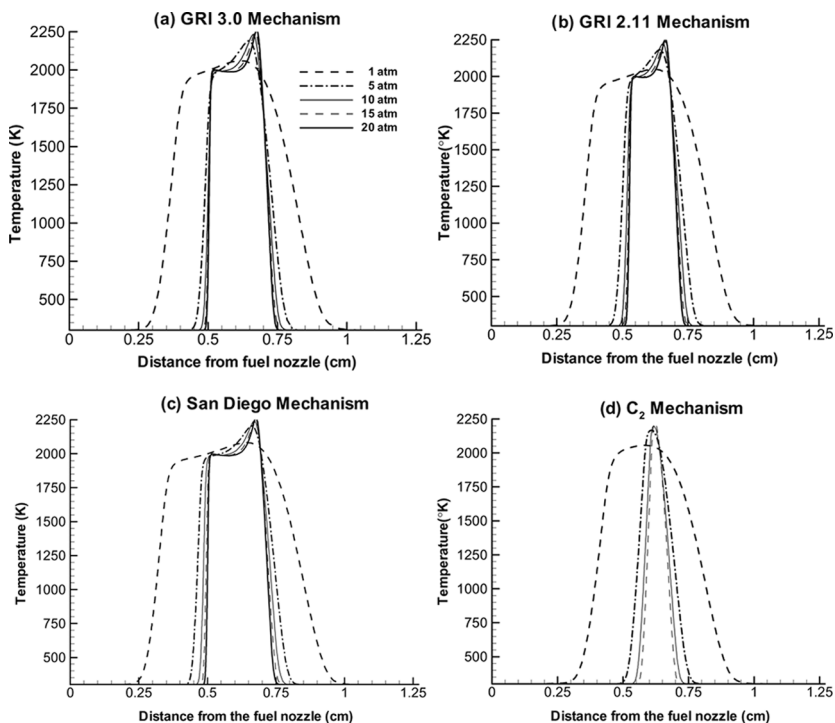 (a) GRI 3.0 Mechanism
2250
2000
1750
1500
1250
1000
750
500
Temperature (K)
1 atm
5 atm
10 atm
15 atm
20 atm
0 0.25 0.5 0.75 1 1.25
Distance from fuel nozzle (cm)
(b) GRI 2.11 Mechanism
2250
2000
1750
1500
1250
1000
750
500
Temperature(°K)
0 0.25 0.5 0.75 1 1.25
Distance from the fuel nozzle (cm)
(c) San Diego Mechanism
2250
2000
1750
1500
1250
1000
750
500
Temperature (K)
0 0.25 0.5 0.75 1 1.25
Distance from the fuel nozzle (cm)
(d) C₂ Mechanism
2250
2000
1750
1500
1250
1000
750
500
Temperature(°K)
0 0.25 0.5 0.75 1 1.25
Distance from the fuel nozzle (cm)